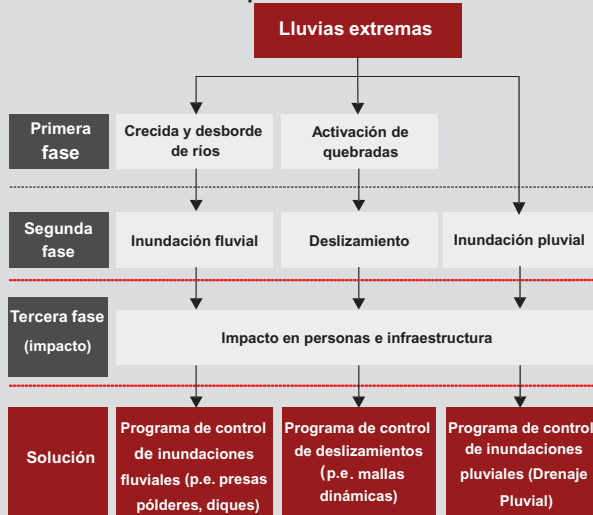 Lluvias extremas
Primera
fase
Crecida y desborde
de ríos
Activación de
quebradas
Segunda
fase
Inundación fluvial
Deslizamiento
Inundación pluvial
Tercera fase
(impacto)
Impacto en personas e infraestructura
Solución
Programa de control
de inundaciones
fluviales (p.e. presas
pólderes, diques)
Programa de control
de deslizamientos
(p.e. mallas
dinámicas)
Programa de control
de inundaciones
pluviales (Drenaje
Pluvial)